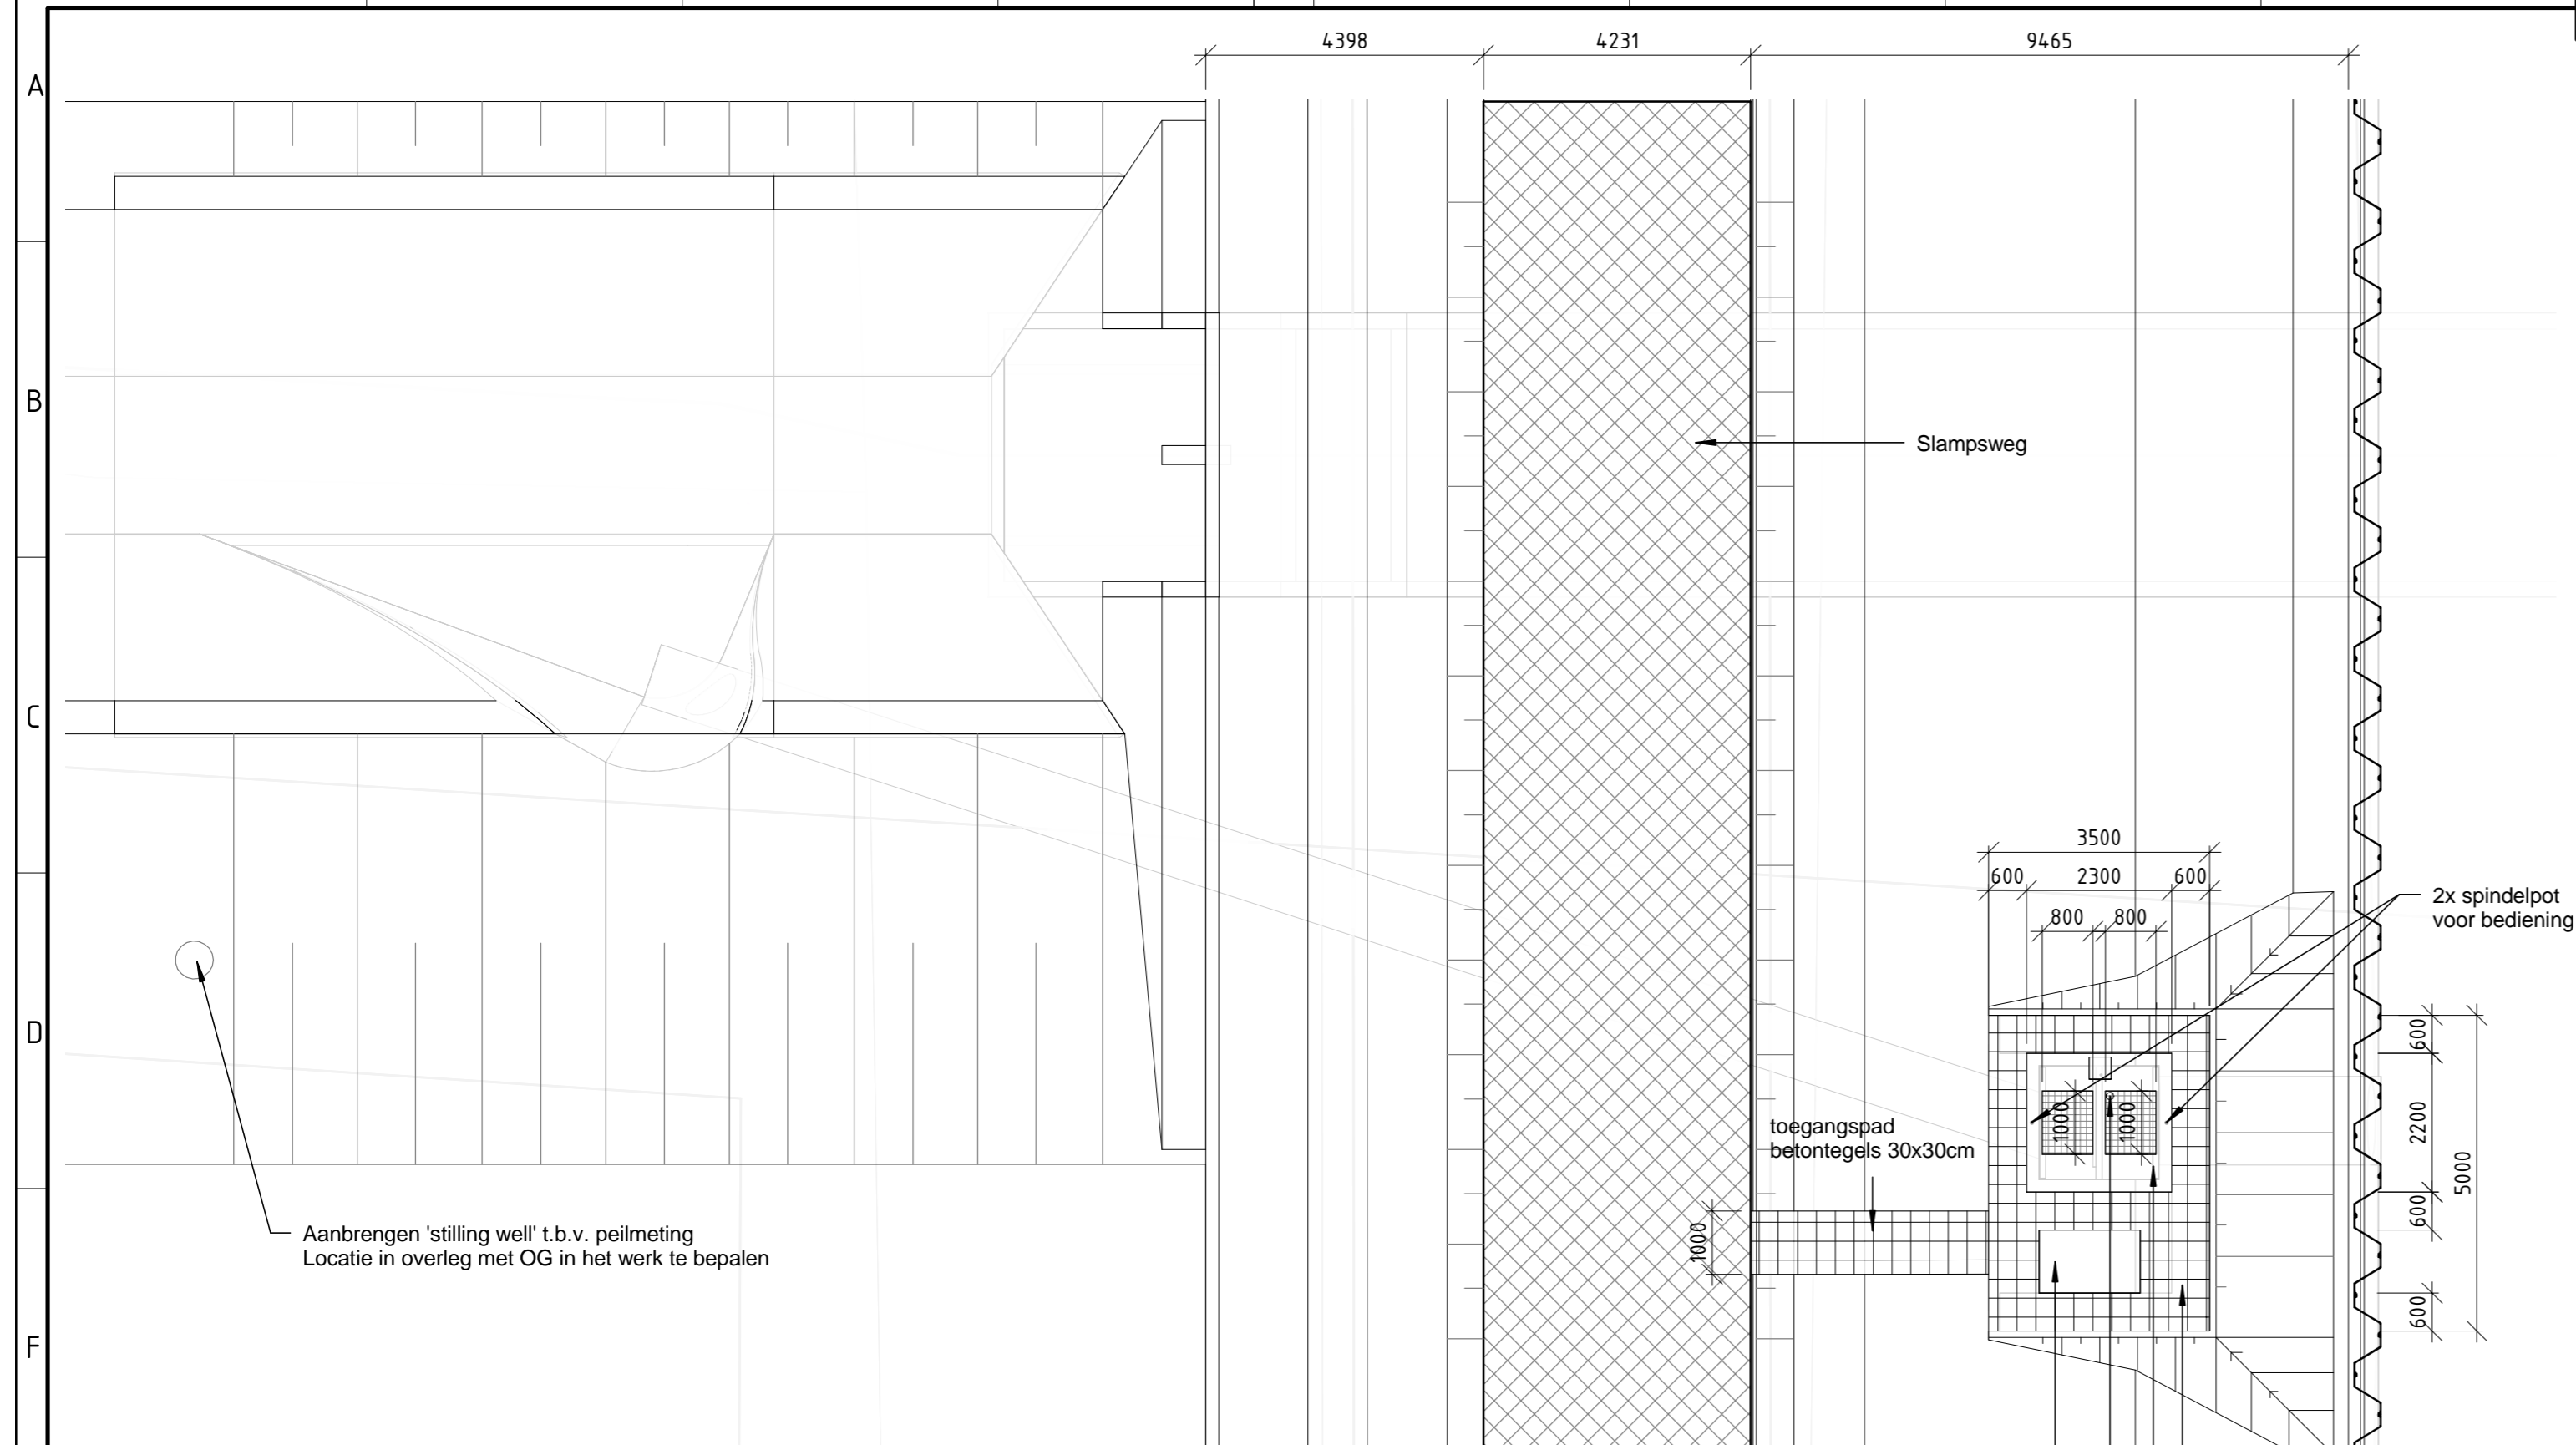 4398
4231
9465
A
B
Slampsweg
C
3500
600
2300
600
800
800
2x spindelpot
voor bediening
D
600
1000
1000
2200
5000
toegangspad
betontegels 30x30cm
600
1000
Aanbrengen 'stilling well' t.b.v. peilmeting
Locatie in overleg met OG in het werk te bepalen
600
F